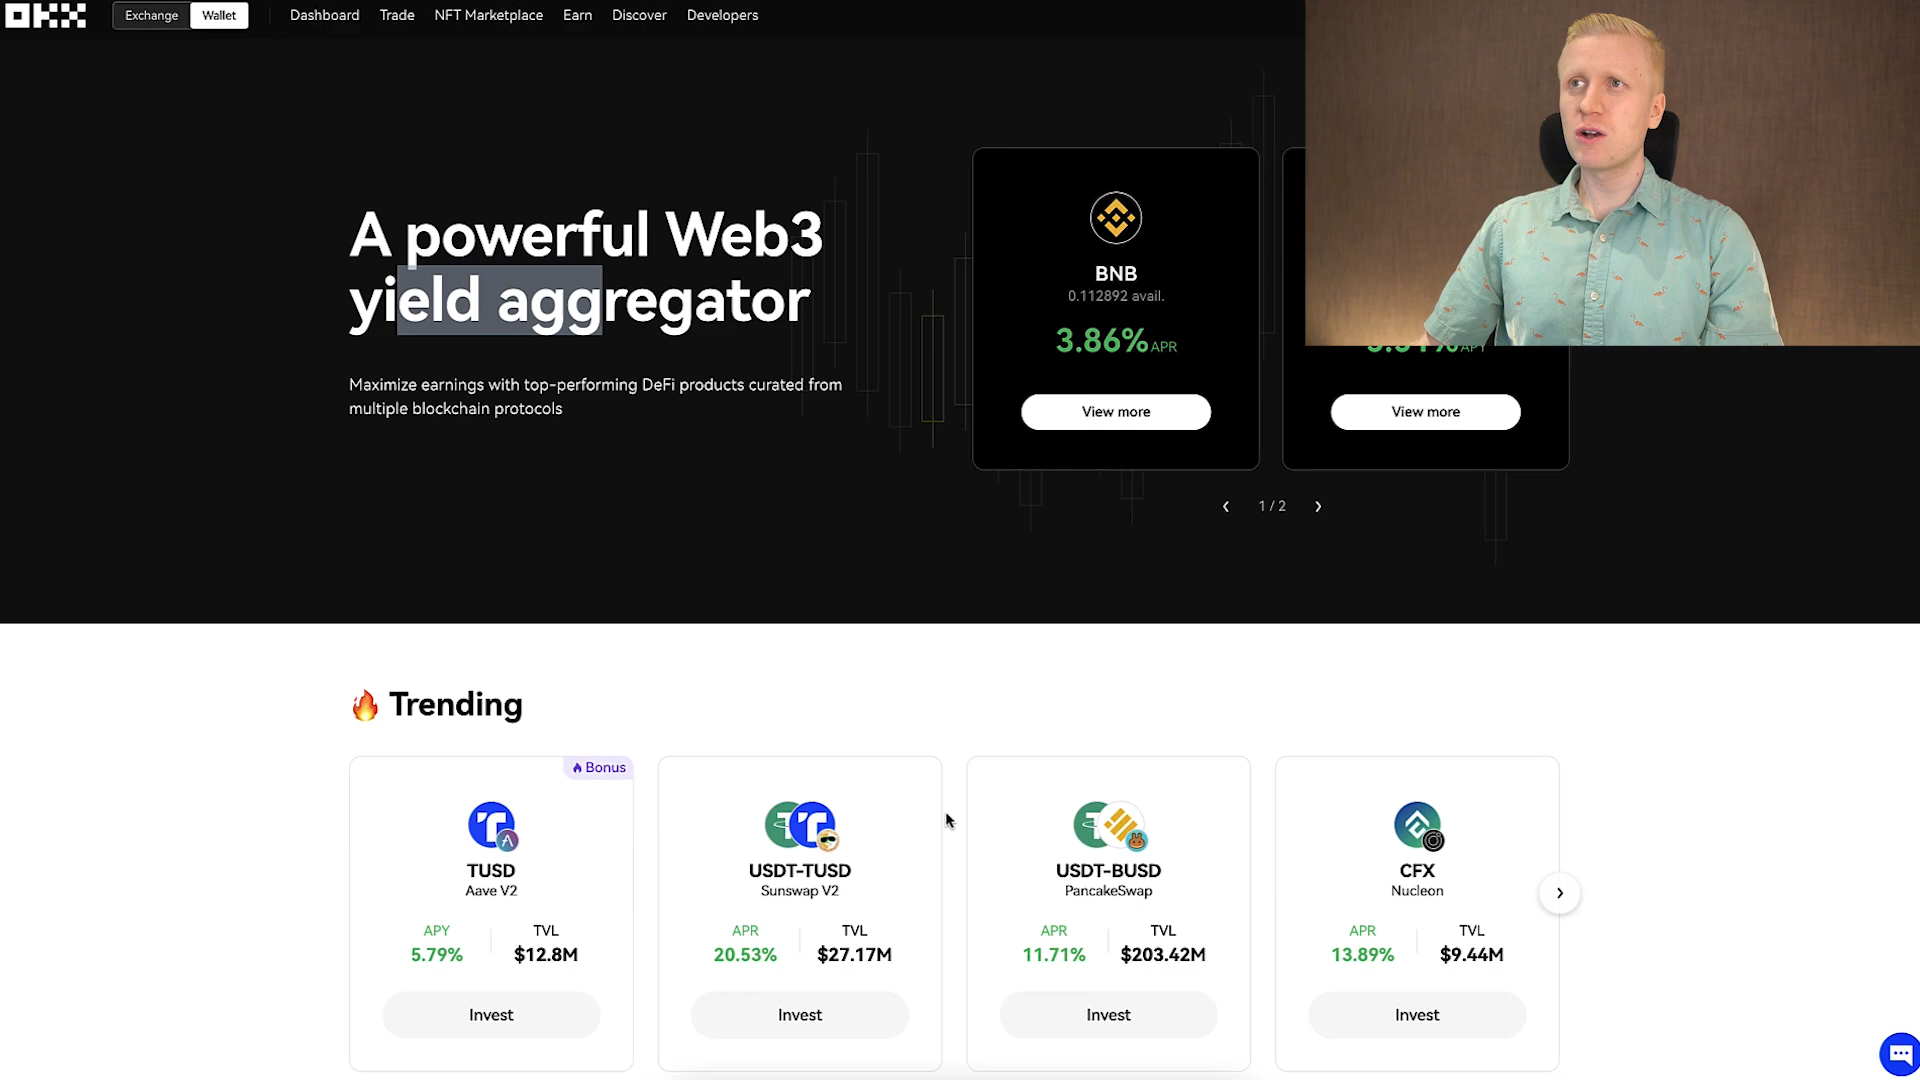 OKX
Exchange
Wallet
Dashboard
Trade
NFT Marketplace
Earn
Discover
Developers
A powerful Web3
yield aggregator
Maximize earnings with top-performing DeFi products curated from
multiple blockchain protocols
BNB
0.112892 avail.
3.86% APR
View more
APY
View more
1 / 2
🔥 Trending
Bonus
TUSD
Aave V2
APY
TVL
5.79%
$12.8M
Invest
USDT-TUSD
Sunswap V2
APR
TVL
20.53%
$27.17M
Invest
USDT-BUSD
PancakeSwap
APR
TVL
11.71%
$203.42M
Invest
CFX
Nucleon
APR
TVL
13.89%
$9.44M
Invest